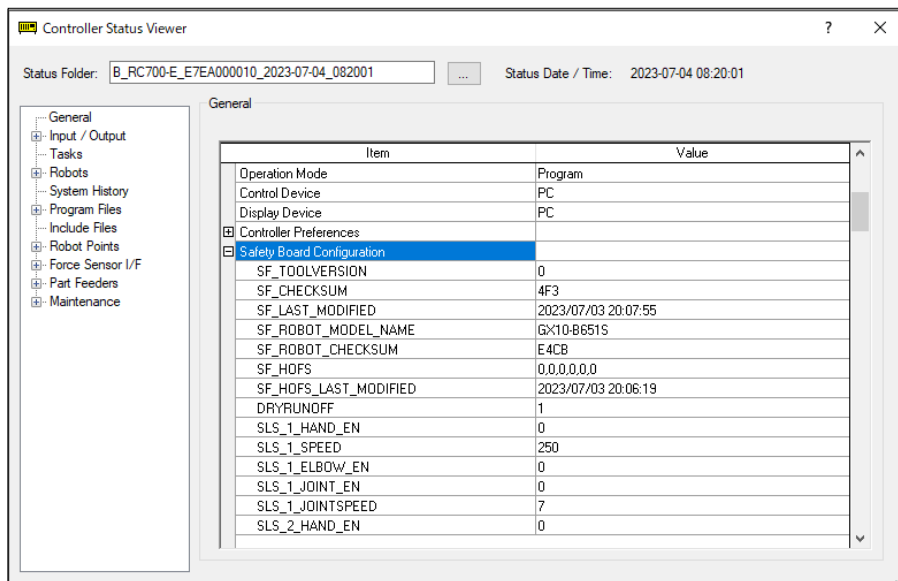 Controller Status Viewer ? ×
Status Folder: B_RC700-E_E7EA000010_2023-07-04_082001 ... Status Date / Time: 2023-07-04 08:20:01
General
Input / Output
Tasks
Robots
System History
Program Files
Include Files
Robot Points
Force Sensor I/F
Part Feeders
Maintenance
General
Item Value
Operation Mode Program
Control Device PC
Display Device PC
Controller Preferences
Safety Board Configuration
SF_TOOLVERSION 0
SF_CHECKSUM 4F3
SF_LAST_MODIFIED 2023/07/03 20:07:55
SF_ROBOT_MODEL_NAME GX10-B651S
SF_ROBOT_CHECKSUM E4CB
SF_HOFS 0,0,0,0,0,0
SF_HOFS_LAST_MODIFIED 2023/07/03 20:06:19
DRYRUNOFF 1
SLS_1_HAND_EN 0
SLS_1_SPEED 250
SLS_1_ELBOW_EN 0
SLS_1_JOINT_EN 0
SLS_1_JOINTSPEED 7
SLS_2_HAND_EN 0